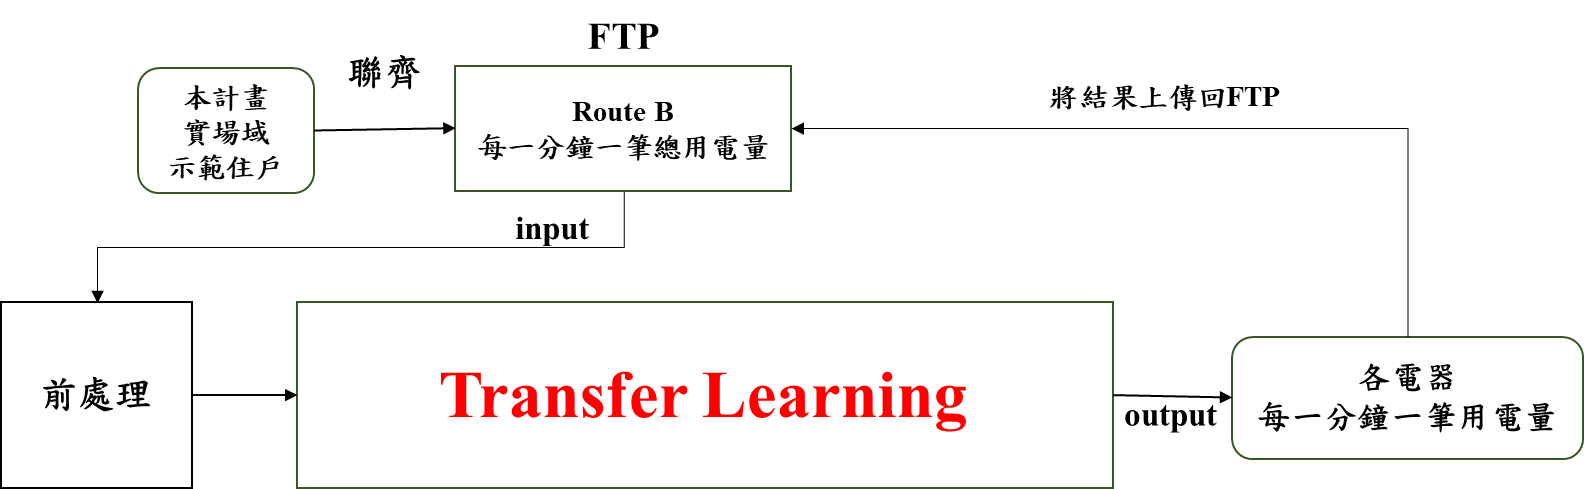 FTP
聯齊
本計畫
實場域
示範住戶
Route B
每一分鐘一筆總用電量
將結果上傳回FTP
input
前處理
Transfer Learning
output
各電器
每一分鐘一筆用電量